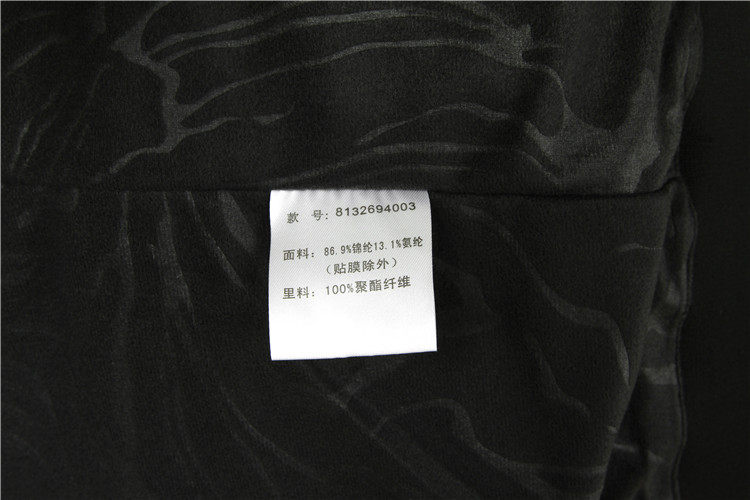 款 号: 8132694003
面料: 86.9%锦纶13.1%氨纶
(贴膜除外)
里料: 100%聚酯纤维